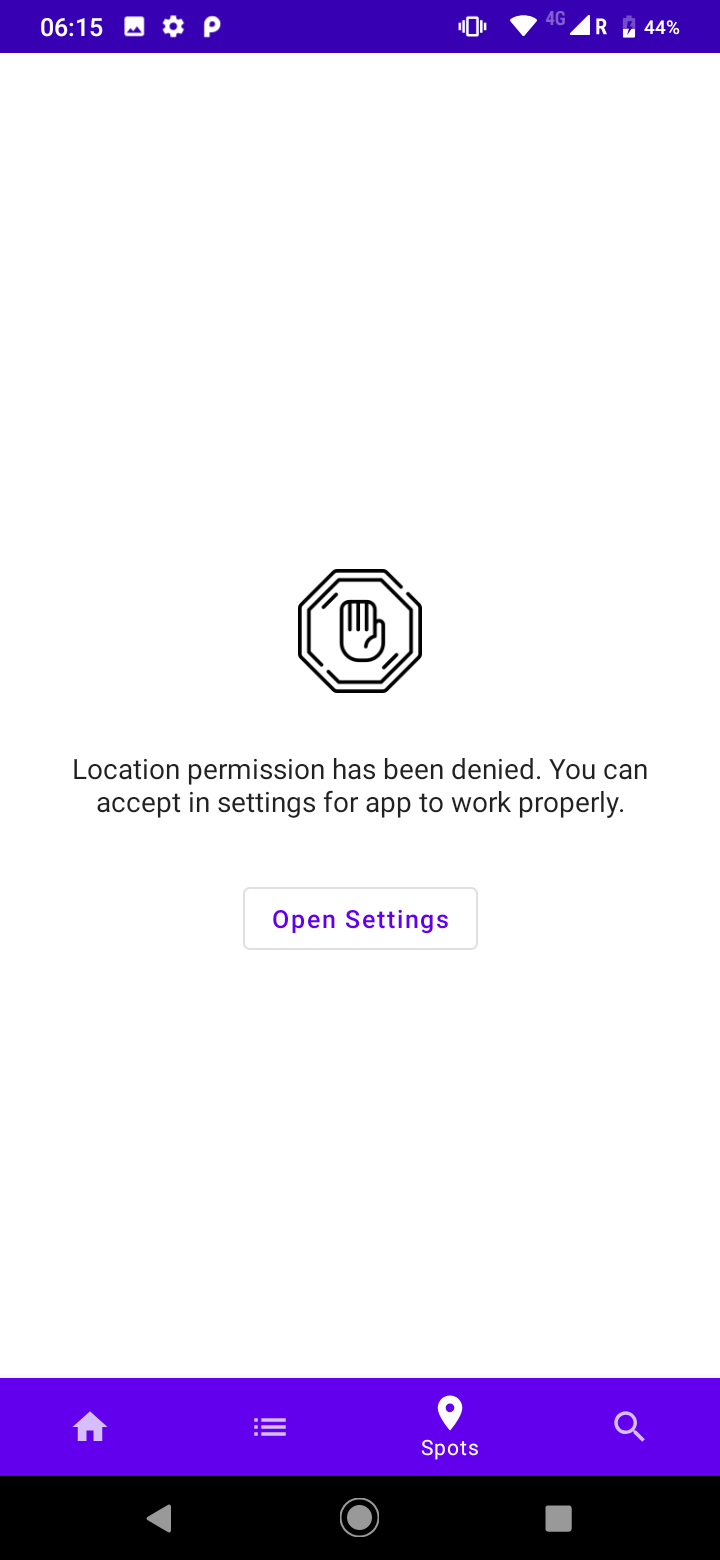 06:15
4G R 44%
Location permission has been denied. You can
accept in settings for app to work properly.
Open Settings
Spots